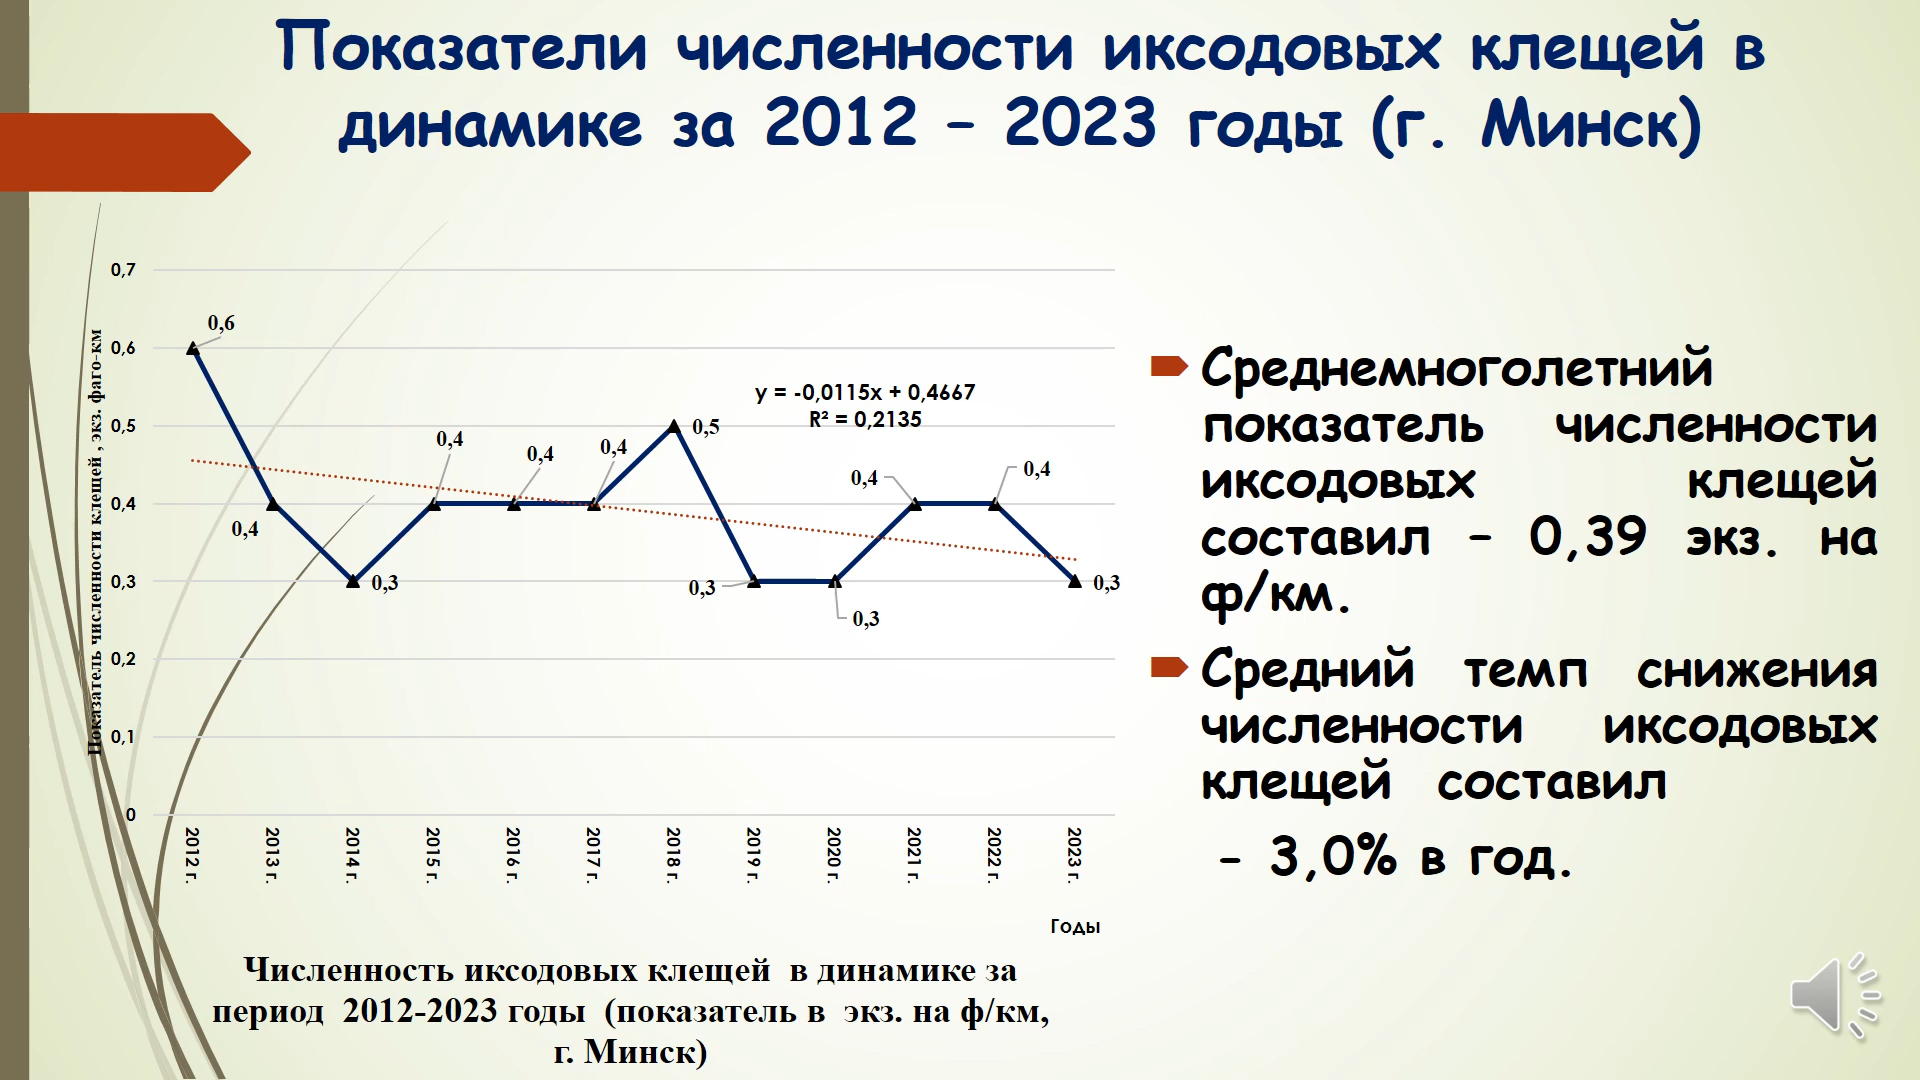 Показатели численности иксодовых клещей в
динамике за 2012 – 2023 годы (г. Минск)
Показатель численности клещей , экз. фаго-км
0,7
0,6
0,5
0,4
0,3
0,2
0,1
0
0,6
0,4
0,3
0,4
0,4
0,4
0,5
0,3
0,3
0,4
0,4
0,3
y = -0,0115x + 0,4667
R² = 0,2135
2012 г.
2013 г.
2014 г.
2015 г.
2016 г.
2017 г.
2018 г.
2019 г.
2020 г.
2021 г.
2022 г.
2023 г.
Годы
Численность иксодовых клещей в динамике за
период 2012-2023 годы (показатель в экз. на ф/км,
г. Минск)
Среднемноголетний
показатель численности
иксодовых клещей
составил – 0,39 экз. на
ф/км.
Средний темп снижения
численности иксодовых
клещей составил
- 3,0% в год.